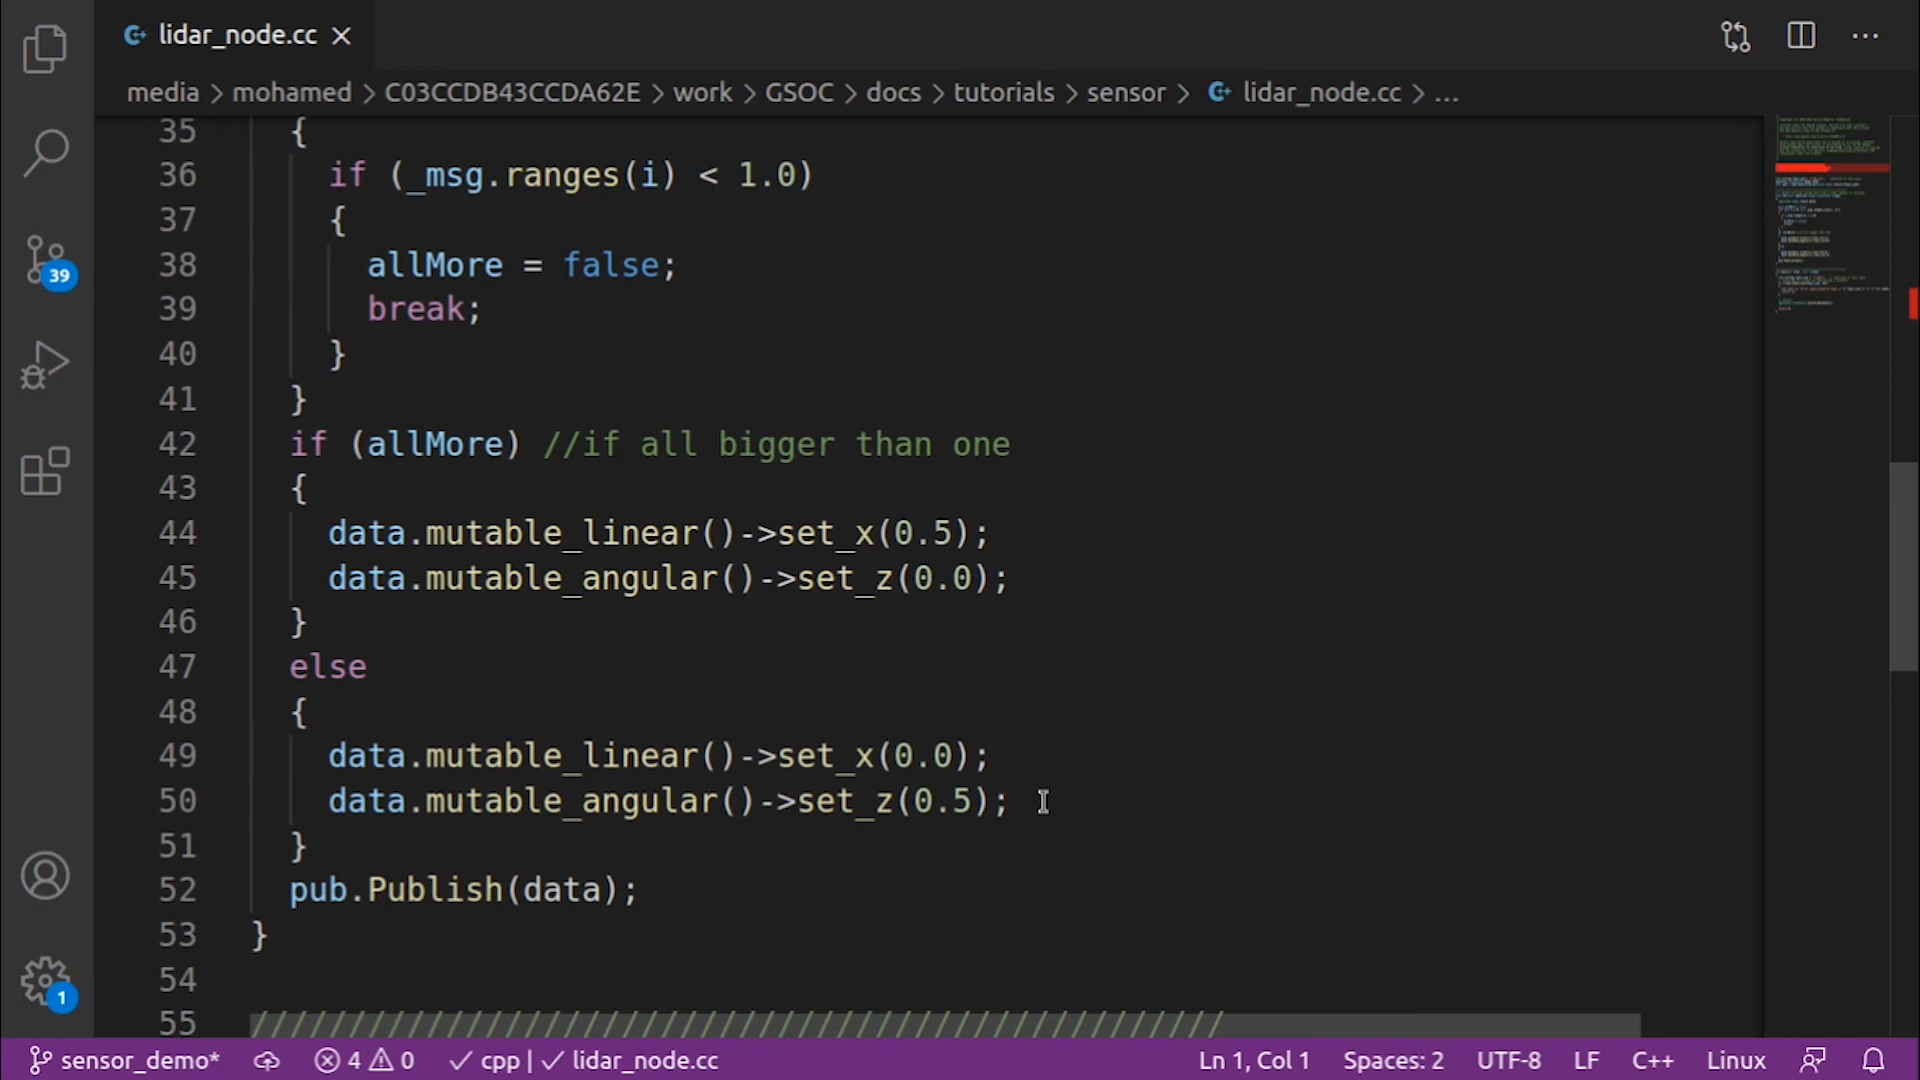 lidar_node.cc
media > mohamed > C03CCDB43CCDA62E > work > GSOC > docs > tutorials > sensor > lidar_node.cc > ...
35 {
36 if (_msg.ranges(i) < 1.0)
37 {
38 allMore = false;
39 break;
40 }
41 }
42 if (allMore) //if all bigger than one
43 {
44 data.mutable_linear()->set_x(0.5);
45 data.mutable_angular()->set_z(0.0);
46 }
47 else
48 {
49 data.mutable_linear()->set_x(0.0);
50 data.mutable_angular()->set_z(0.5);
51 }
52 pub.Publish(data);
53 }
54
55 //////////////////////////////////////////////////
39
1
sensor_demo* 4 0 cpp | lidar_node.cc Ln 1, Col 1 Spaces: 2 UTF-8 LF C++ Linux